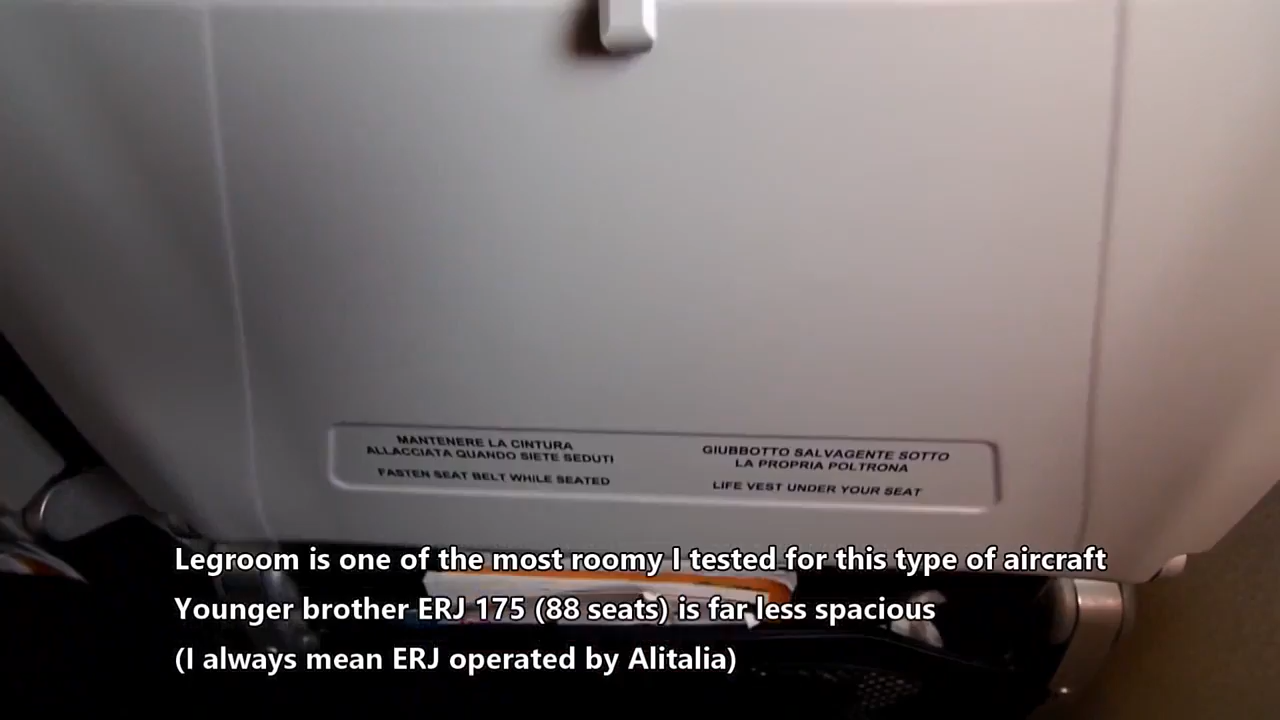 MANTENERE LA CINTURA
ALLACCIATA QUANDO SIETE SEDUTI
FASTEN SEAT BELT WHILE SEATED
GIUBBOTTO SALVAGENTE SOTTO
LA PROPRIA POLTRONA
LIFE VEST UNDER YOUR SEAT
Legroom is one of the most roomy I tested for this type of aircraft
Younger brother ERJ 175 (88 seats) is far less spacious
(I always mean ERJ operated by Alitalia)